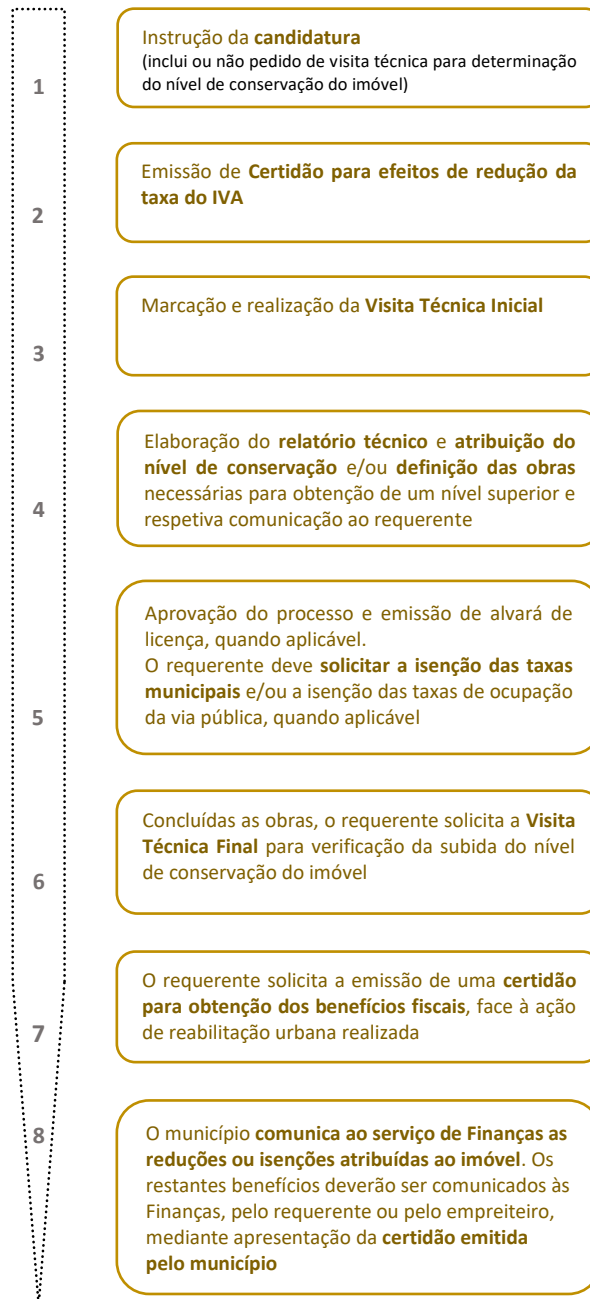 1
Instrução da candidatura
(inclui ou não pedido de visita técnica para determinação
do nível de conservação do imóvel)
2
Emissão de Certidão para efeitos de redução da
taxa do IVA
3
Marcação e realização da Visita Técnica Inicial
4
Elaboração do relatório técnico e atribuição do
nível de conservação e/ou definição das obras
necessárias para obtenção de um nível superior e
respetiva comunicação ao requerente
5
Aprovação do processo e emissão de alvará de
licença, quando aplicável.
O requerente deve solicitar a isenção das taxas
municipais e/ou a isenção das taxas de ocupação
da via pública, quando aplicável
6
Concluídas as obras, o requerente solicita a Visita
Técnica Final para verificação da subida do nível
de conservação do imóvel
7
O requerente solicita a emissão de uma certidão
para obtenção dos benefícios fiscais, face à ação
de reabilitação urbana realizada
8
O município comunica ao serviço de Finanças as
reduções ou isenções atribuídas ao imóvel. Os
restantes benefícios deverão ser comunicados às
Finanças, pelo requerente ou pelo empreiteiro,
mediante apresentação da certidão emitida
pelo município